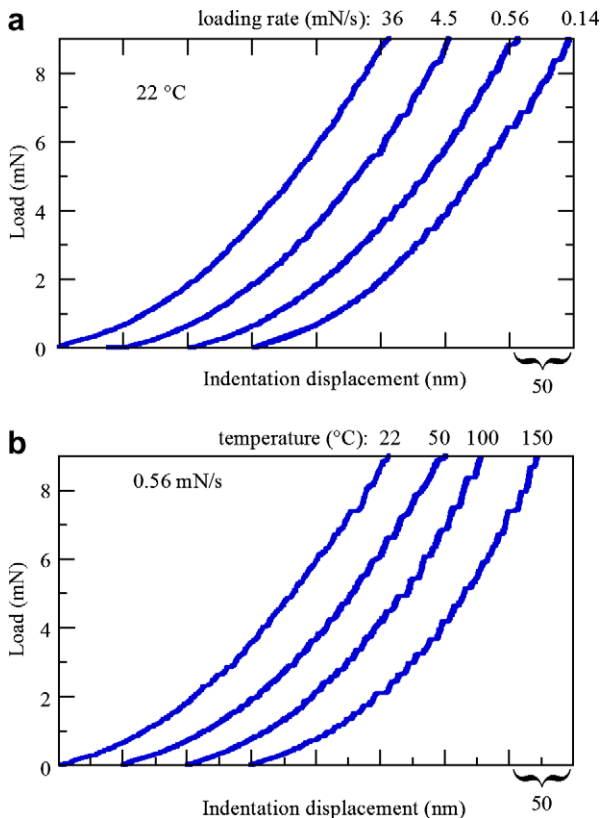 a
loading rate (mN/s): 36 4.5 0.56 0.14
8
6
4
2
0
Load (mN)
22 °C
Indentation displacement (nm)
50
b
temperature (°C): 22 50 100 150
8
6
4
2
0
Load (mN)
0.56 mN/s
Indentation displacement (nm)
50